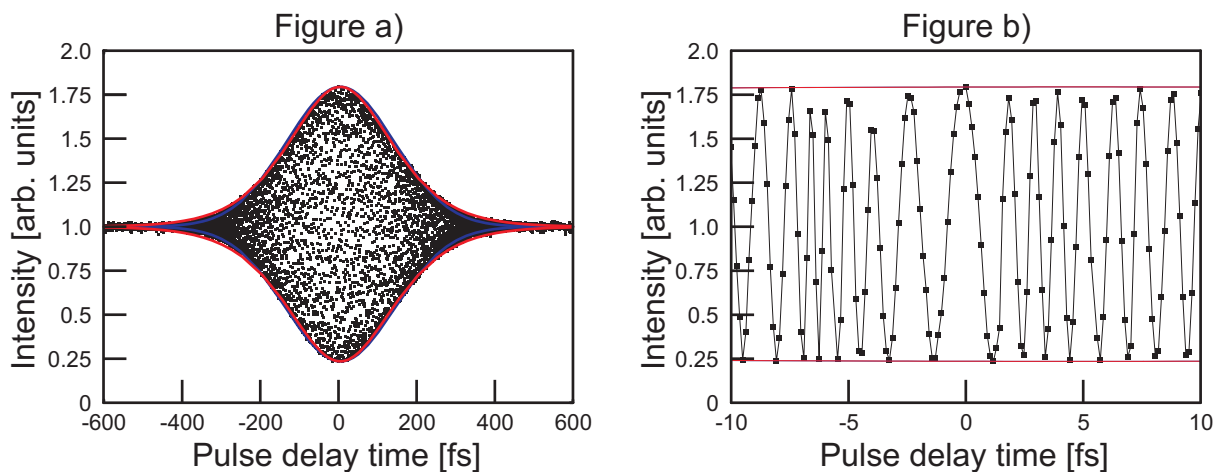 Figure a)
2.0
1.75
1.5
1.25
1.0
0.75
0.5
0.25
0
Intensity [arb. units]
-600 -400 -200 0 200 400 600
Pulse delay time [fs]
Figure b)
2.0
1.75
1.5
1.25
1.0
0.75
0.5
0.25
0
Intensity [arb. units]
-10 -5 0 5 10
Pulse delay time [fs]